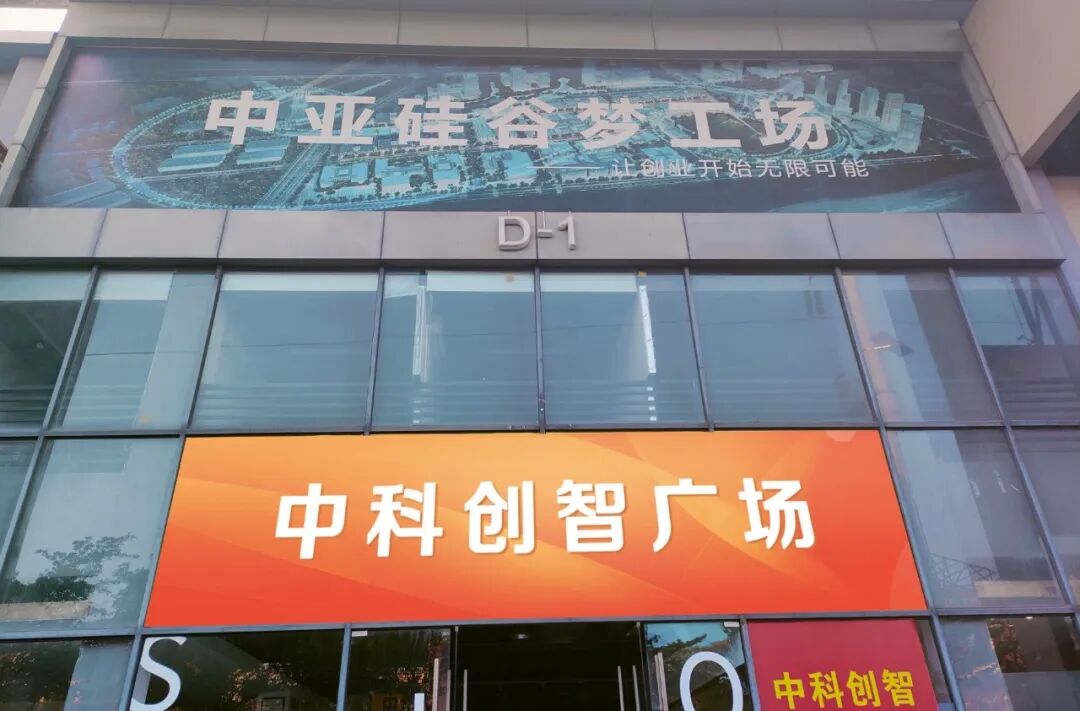 中亚硅谷梦工场
让创业开始无限可能
D-1
中科创智广场
S
O
中科创智